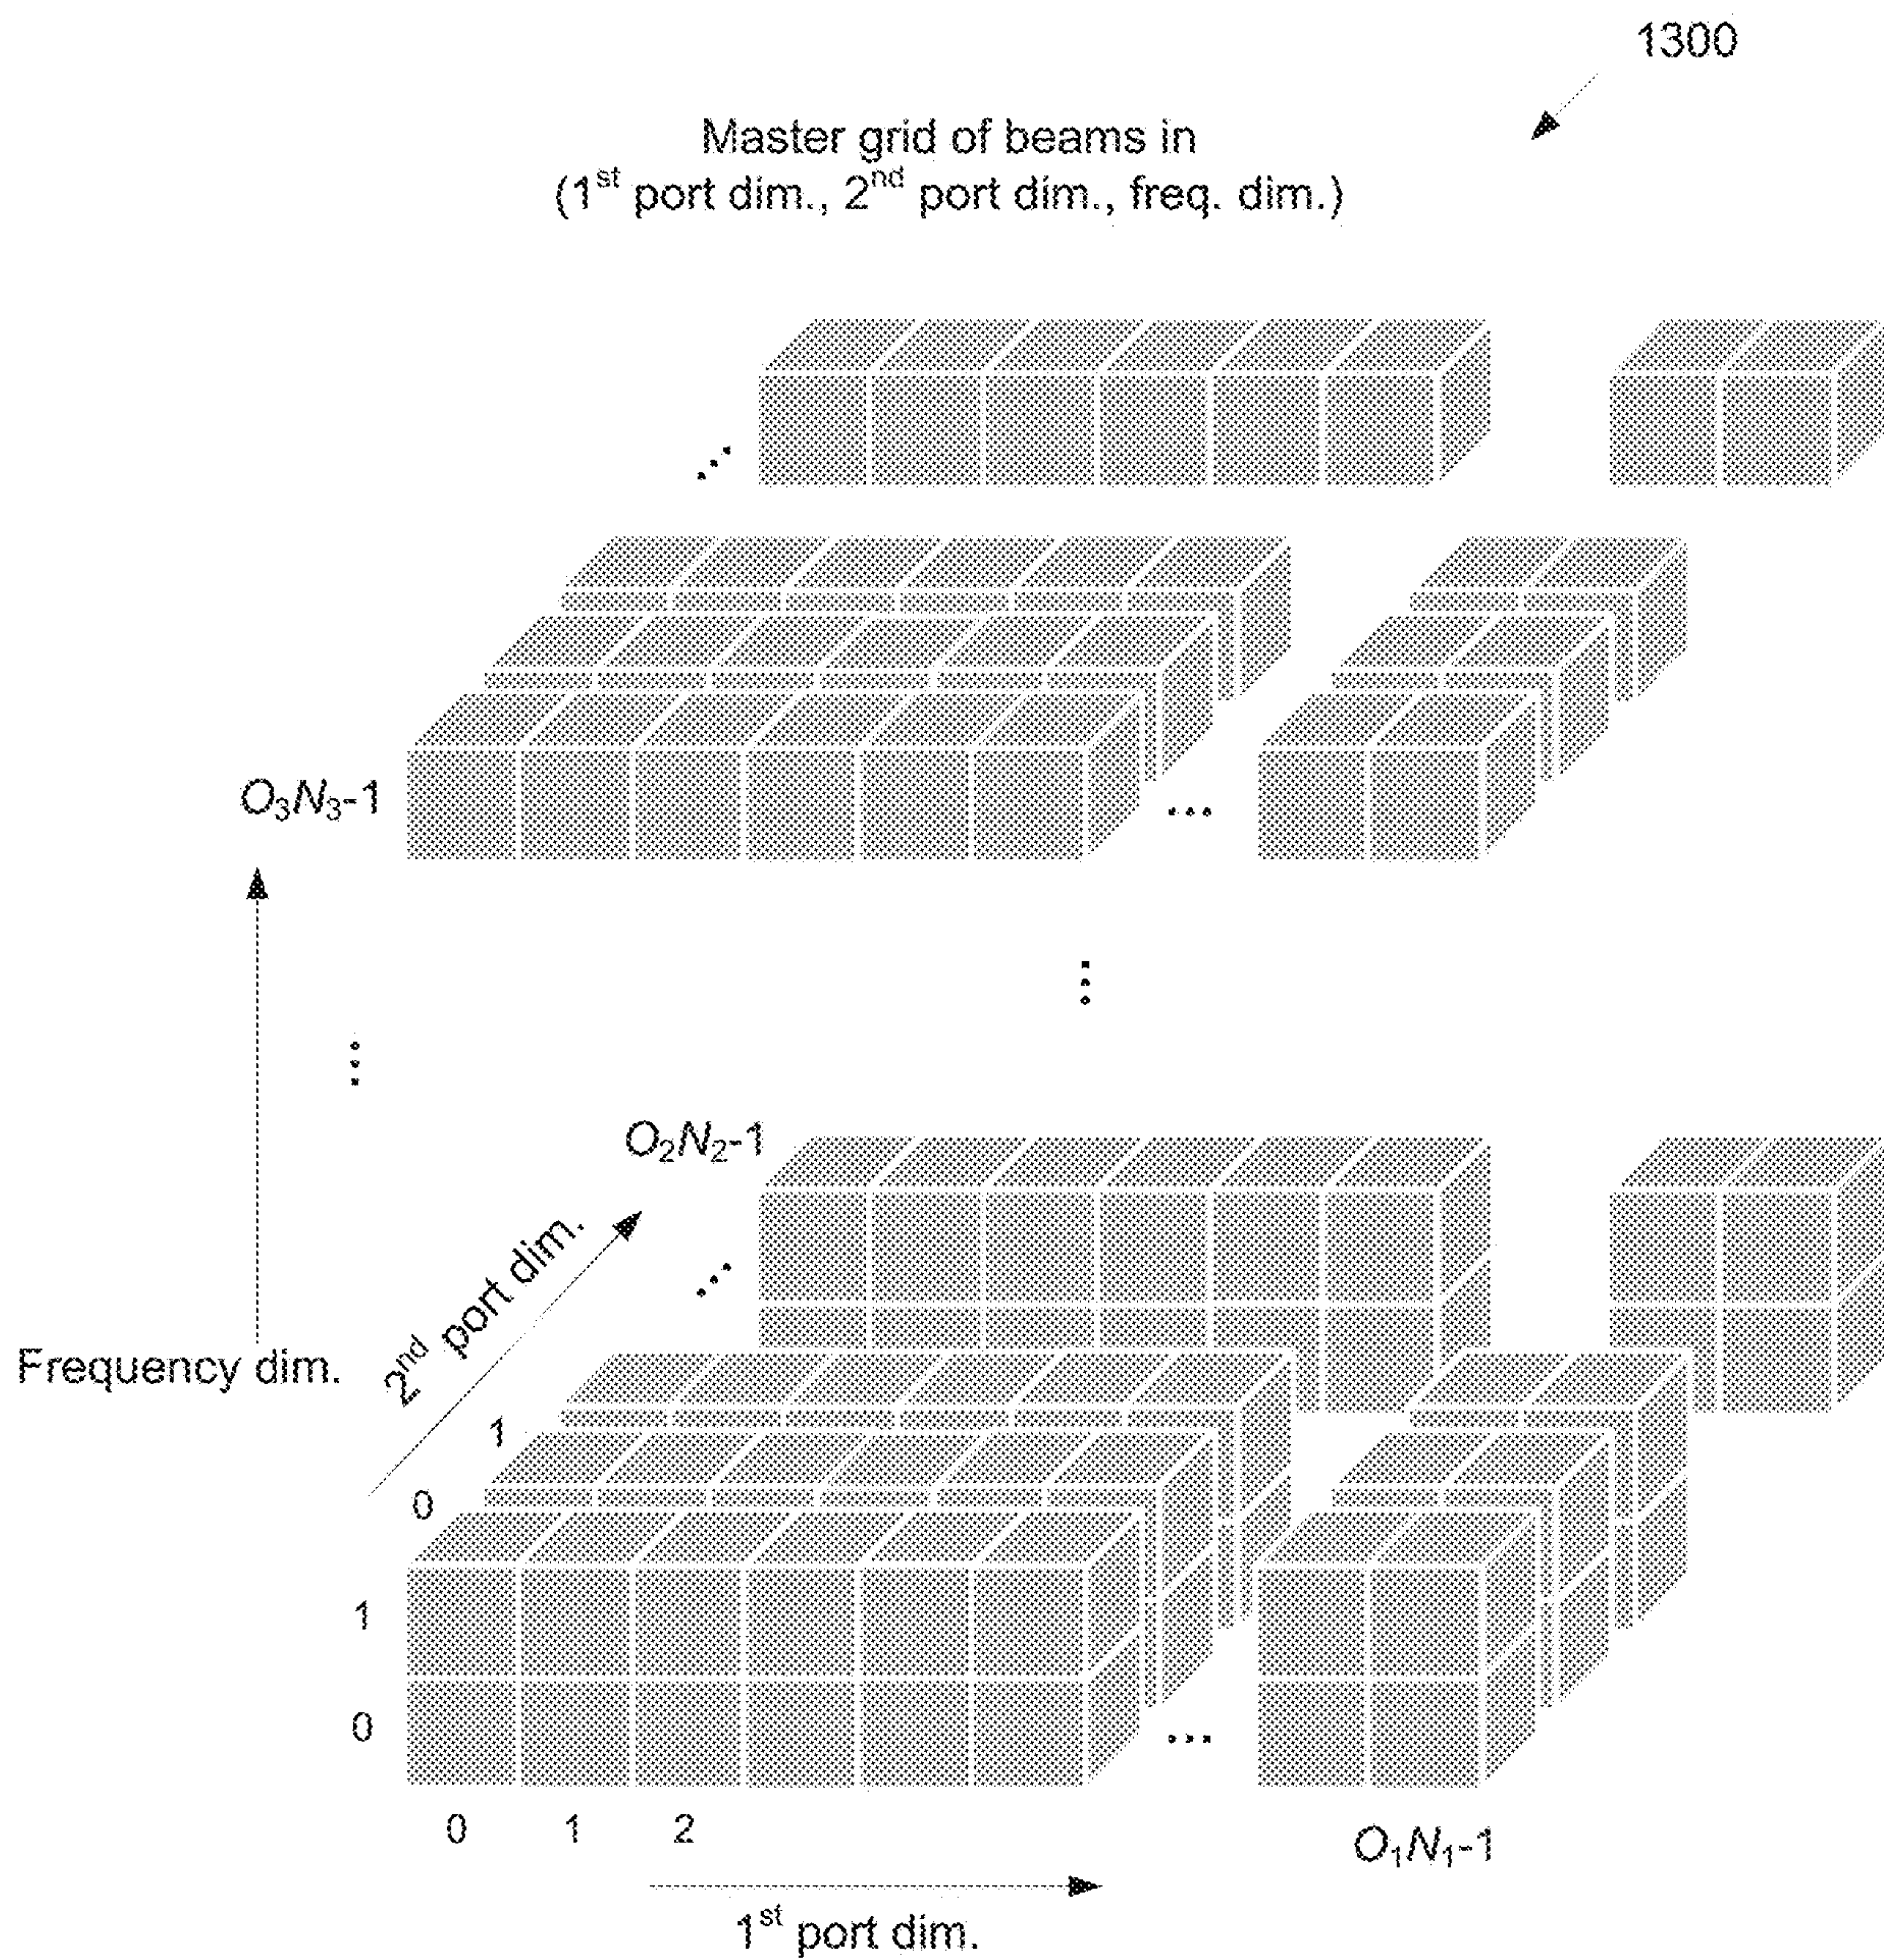 1300
Master grid of beams in
(1st port dim., 2nd port dim., freq. dim.)
...
O₃N₃-1
...
...
...
O₂N₂-1
2nd port dim.
...
Frequency dim.
1
0
1
0
...
0 1 2
O₁N₁-1
1st port dim.